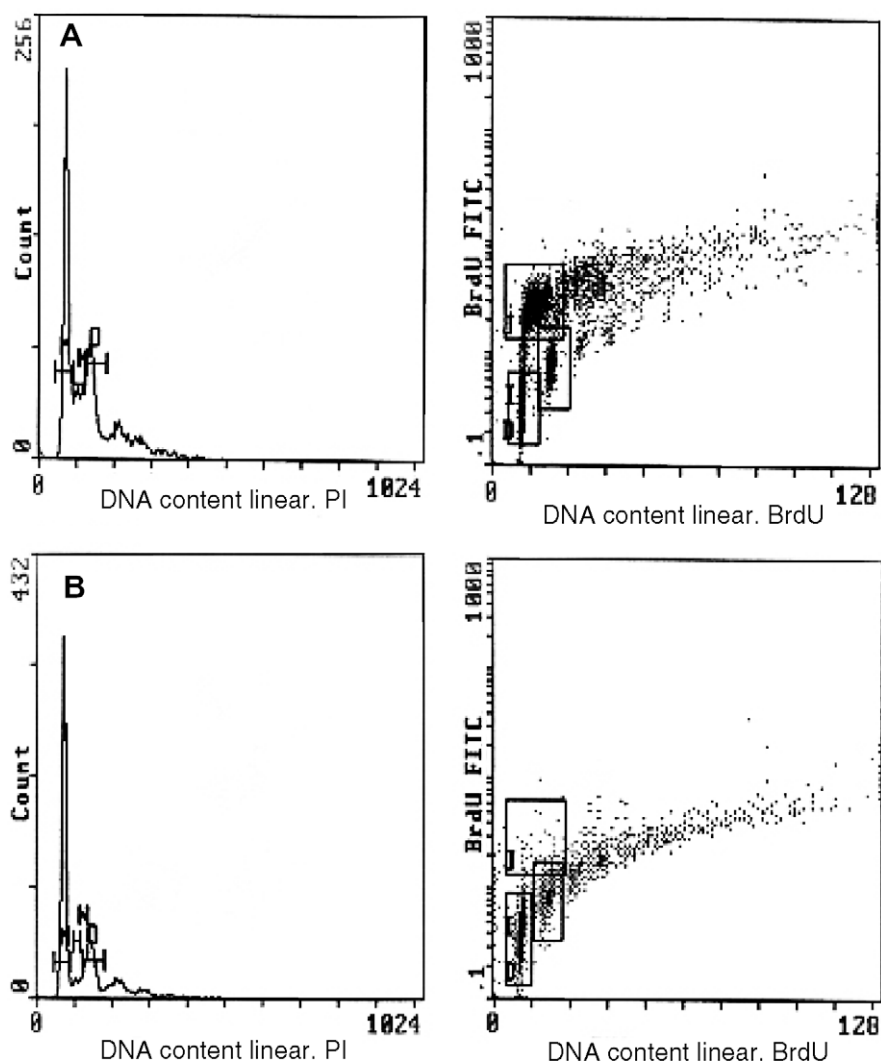 A
256
Count
0
0
1024
DNA content linear. PI
1000
BrdU FITC
.1
0
128
DNA content linear. BrdU
B
432
Count
0
0
1024
DNA content linear. PI
1000
BrdU FITC
.1
0
128
DNA content linear. BrdU